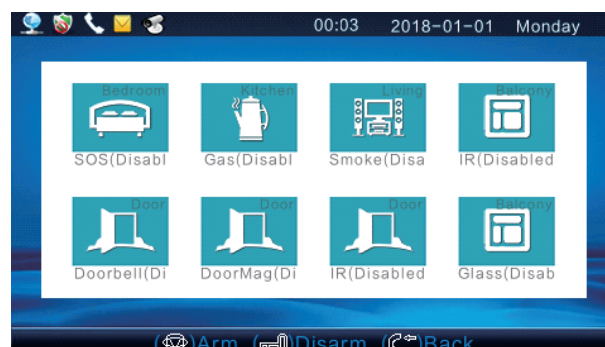 00:03 2018-01-01 Monday
Bedroom Kitchen Living Balcony
SOS(Disabl Gas(Disabl Smoke(Disa IR(Disabled
Door Door Door Balcony
Doorbell(Di DoorMag(Di IR(Disabled Glass(Disab
( )Arm ( )Disarm ( )Back